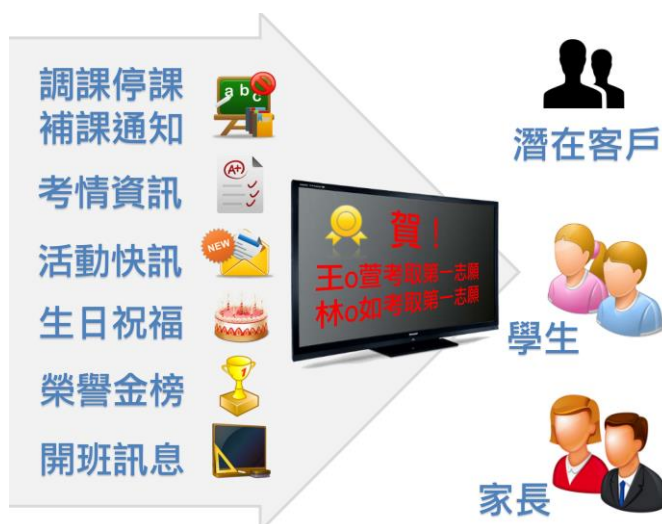 調課停課
補課通知
考情資訊
活動快訊
生日祝福
榮譽金榜
開班訊息
abc
A+
NEW
1
賀！
王o萱考取第一志願
林o如考取第一志願
潛在客戶
學生
家長